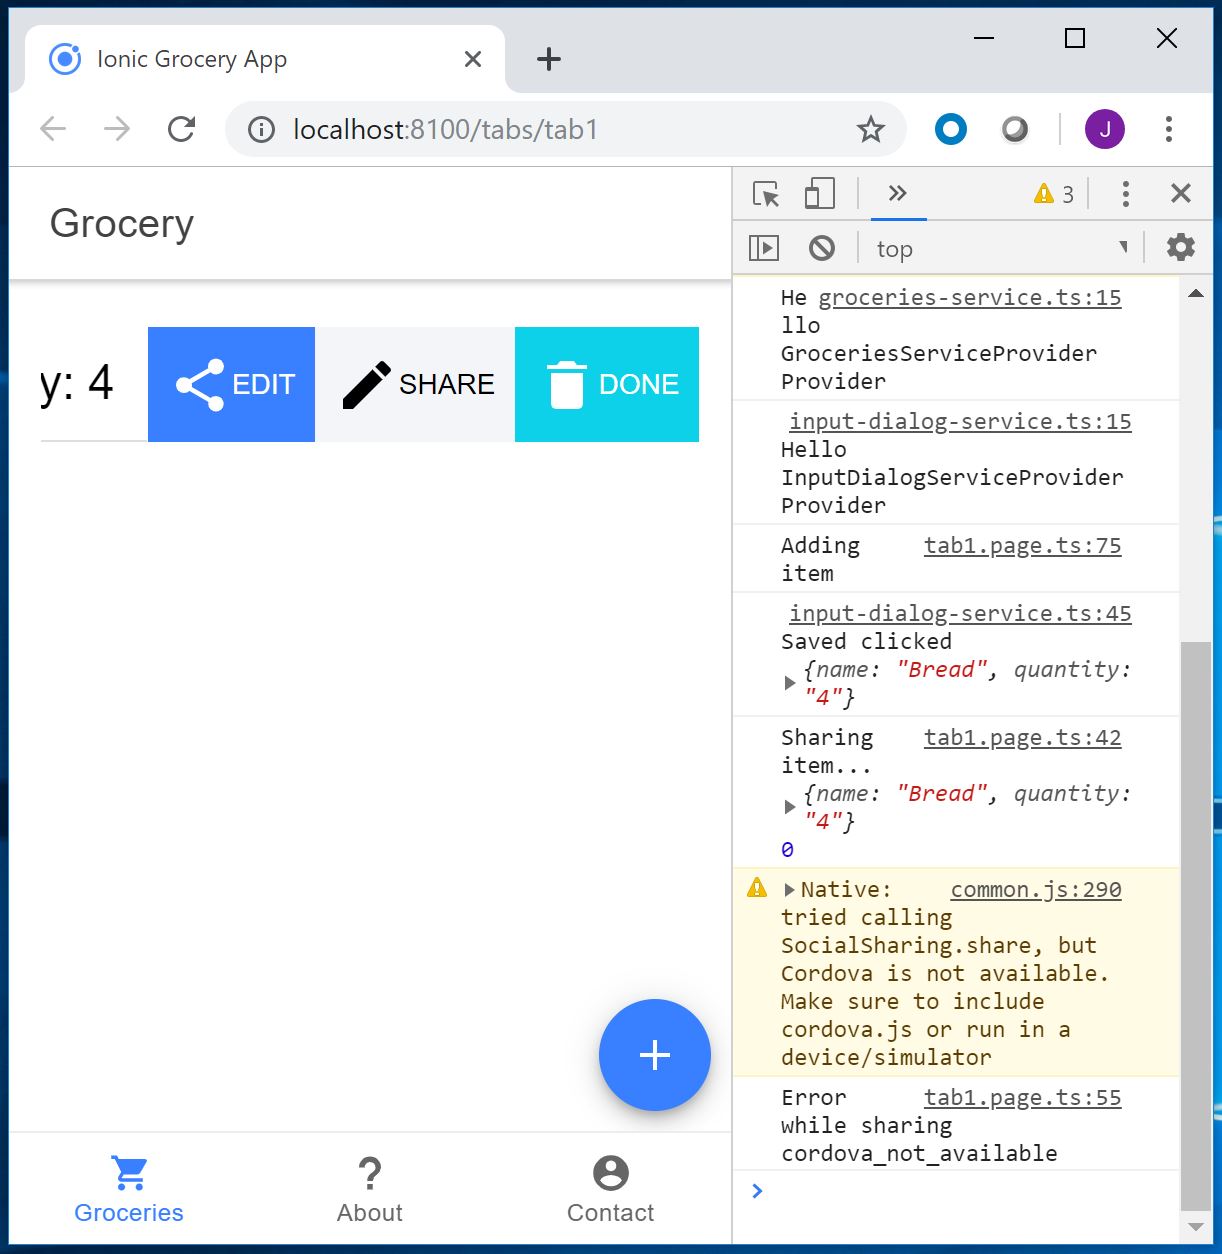 Ionic Grocery App
localhost:8100/tabs/tab1
J
Grocery
y: 4
EDIT
SHARE
DONE
Groceries
?
About
Contact
3
top
He groceries-service.ts:15
llo
GroceriesServiceProvider
Provider
input-dialog-service.ts:15
Hello
InputDialogServiceProvider
Provider
Adding tab1.page.ts:75
item
input-dialog-service.ts:45
Saved clicked
{name: "Bread", quantity:
"4"}
Sharing tab1.page.ts:42
item...
{name: "Bread", quantity:
"4"}
0
Native: common.js:290
tried calling
SocialSharing.share, but
Cordova is not available.
Make sure to include
cordova.js or run in a
device/simulator
Error tab1.page.ts:55
while sharing
cordova_not_available